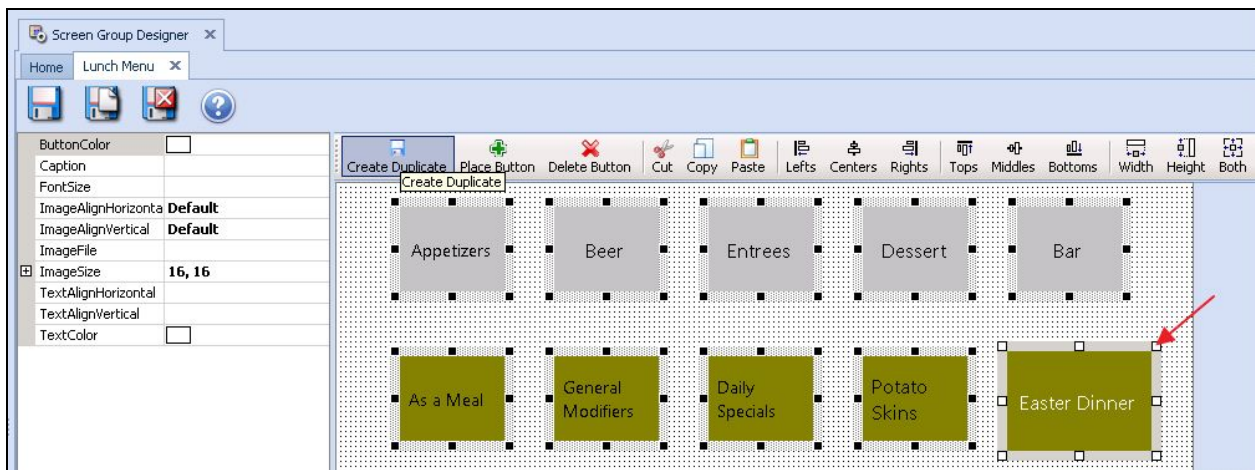 Screen Group Designer
Home
Lunch Menu
ButtonColor
Caption
FontSize
ImageAlignHorizonta Default
ImageAlignVertical Default
ImageFile
ImageSize 16, 16
TextAlignHorizontal
TextAlignVertical
TextColor
Create Duplicate Place Button Delete Button Cut Copy Paste Lefts Centers Rights Tops Middles Bottoms Width Height Both
Create Duplicate
Appetizers
Beer
Entrees
Dessert
Bar
As a Meal
General
Modifiers
Daily
Specials
Potato
Skins
Easter Dinner